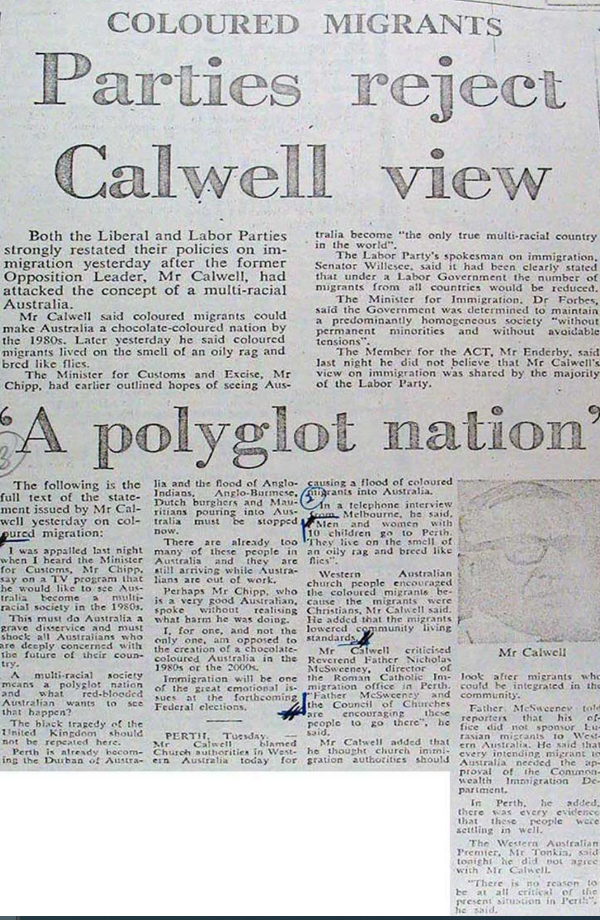 COLOURED MIGRANTS
Parties reject
Calwell view
Both the Liberal and Labor Parties
strongly restated their policies on im-
migration yesterday after the former
Opposition Leader, Mr Calwell, had
attacked the concept of a multi-racial
Australia.
Mr Calwell said coloured migrants could
make Australia a chocolate-coloured nation by
the 1980s. Later yesterday he said coloured
migrants lived on the smell of an oily rag and
bred like flies.
The Minister for Customs and Excise, Mr
Chipp, had earlier outlined hopes of seeing Aus-
tralia become "the only true multi-racial country
in the world".
The Labor Party's spokesman on immigration,
Senator Willesee, said it had been clearly stated
that under a Labor Government the number of
migrants from all countries would be reduced.
The Minister for Immigration, Dr Forbes,
said the Government was determined to maintain
a predominantly homogeneous society "without
permanent minorities and without avoidable
tensions".
The Member for the ACT, Mr Enderby, said
last night he did not believe that Mr Calwell's
view on immigration was shared by the majority
of the Labor Party.
'A polyglot nation'
3
The following is the
full text of the state-
ment issued by Mr Cal-
well yesterday on col-
oured migration:
I was appalled last night
when I heard the Minister
for Customs, Mr Chipp,
say on a TV program that
he would like to see Aus-
tralia become a multi-
racial society in the 1980s.
This must do Australia a
grave disservice and must
shock all Australians who
are deeply concerned with
the future of their coun-
try.
A multi-racial society
means a polyglot nation
and what red-blooded
Australian wants to see
that happen?
The black tragedy of the
United Kingdom should
not be repeated here.
Perth is already becom-
ing the Durban of Austra-
lia and the flood of Anglo-
Indians, Anglo-Burmese,
Dutch burghers and Mau-
ritians pouring into Aus-
tralia must be stopped
now.
There are already too
many of these people in
Australia and they are
still arriving while Austra-
lians are out of work.
Perhaps Mr Chipp, who
is a very good Australian,
spoke without realising
what harm he was doing.
I, for one, and not the
only one, am opposed to
the creation of a chocolate-
coloured Australia in the
1980s or the 2000s.
Immigration will be one
of the great emotional is-
sues at the forthcoming
Federal elections.
PERTH, Tuesday. —
Mr Calwell blamed
Church authorities in West-
ern Australia today for
causing a flood of coloured
migrants into Australia.
In a telephone interview
from Melbourne, he said,
"Men and women with
10 children go to Perth.
They live on the smell of
an oily rag and breed like
flies".
Western Australian
church people encouraged
the coloured migrants be-
cause the migrants were
Christians, Mr Calwell said.
He added that the migrants
lowered community living
standards.
Mr Calwell criticised
Reverend Father Nicholas
McSweeney, director of
the Roman Catholic Im-
migration office in Perth.
"Father McSweeney and
the Council of Churches
are encouraging these
people to go there", he
said.
Mr Calwell added that
he thought church immi-
gration authorities should
Mr Calwell
look after migrants who
could be integrated in the
community.
Father McSweeney told
reporters that his of-
fice did not sponsor Eu-
rasian migrants to West-
ern Australia. He said that
every intending migrant to
Australia needed the ap-
proval of the Common-
wealth Immigration De-
partment.
In Perth, he added,
there was every evidence
that these people were
settling in well.
The Western Australian
Premier, Mr Tonkin, said
tonight he did not agree
with Mr Calwell.
"There is no reason to
be at all critical of the
present situation in Perth",
he said.